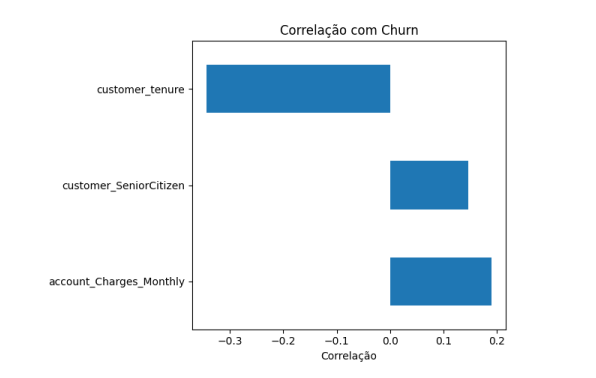 Correlação com Churn
customer_tenure
customer_SeniorCitizen
account_Charges_Monthly
−0.3 −0.2 −0.1 0.0 0.1 0.2
Correlação